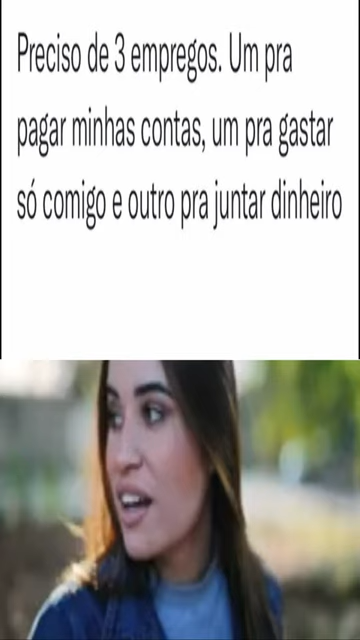 Preciso de 3 empregos. Um pra
pagar minhas contas, um pra gastar
só comigo e outro pra juntar dinheiro